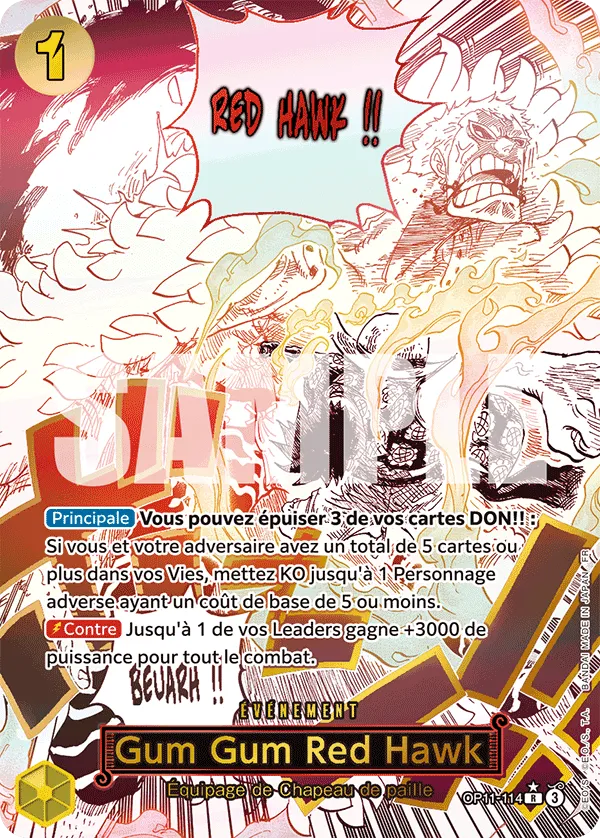 1
RED HAWK !!
SAMPLE
Principale Vous pouvez épuiser 3 de vos cartes DON!! :
Si vous et votre adversaire avez un total de 5 cartes ou
plus dans vos Vies, mettez KO jusqu'à 1 Personnage
adverse ayant un coût de base de 5 ou moins.
Contre Jusqu'à 1 de vos Leaders gagne +3000 de
puissance pour tout le combat.
BEUARH !!
ÉVÉNEMENT
Gum Gum Red Hawk
Équipage de Chapeau de paille
OP11-114 R 3
BANDAI MADE IN JAPAN FR